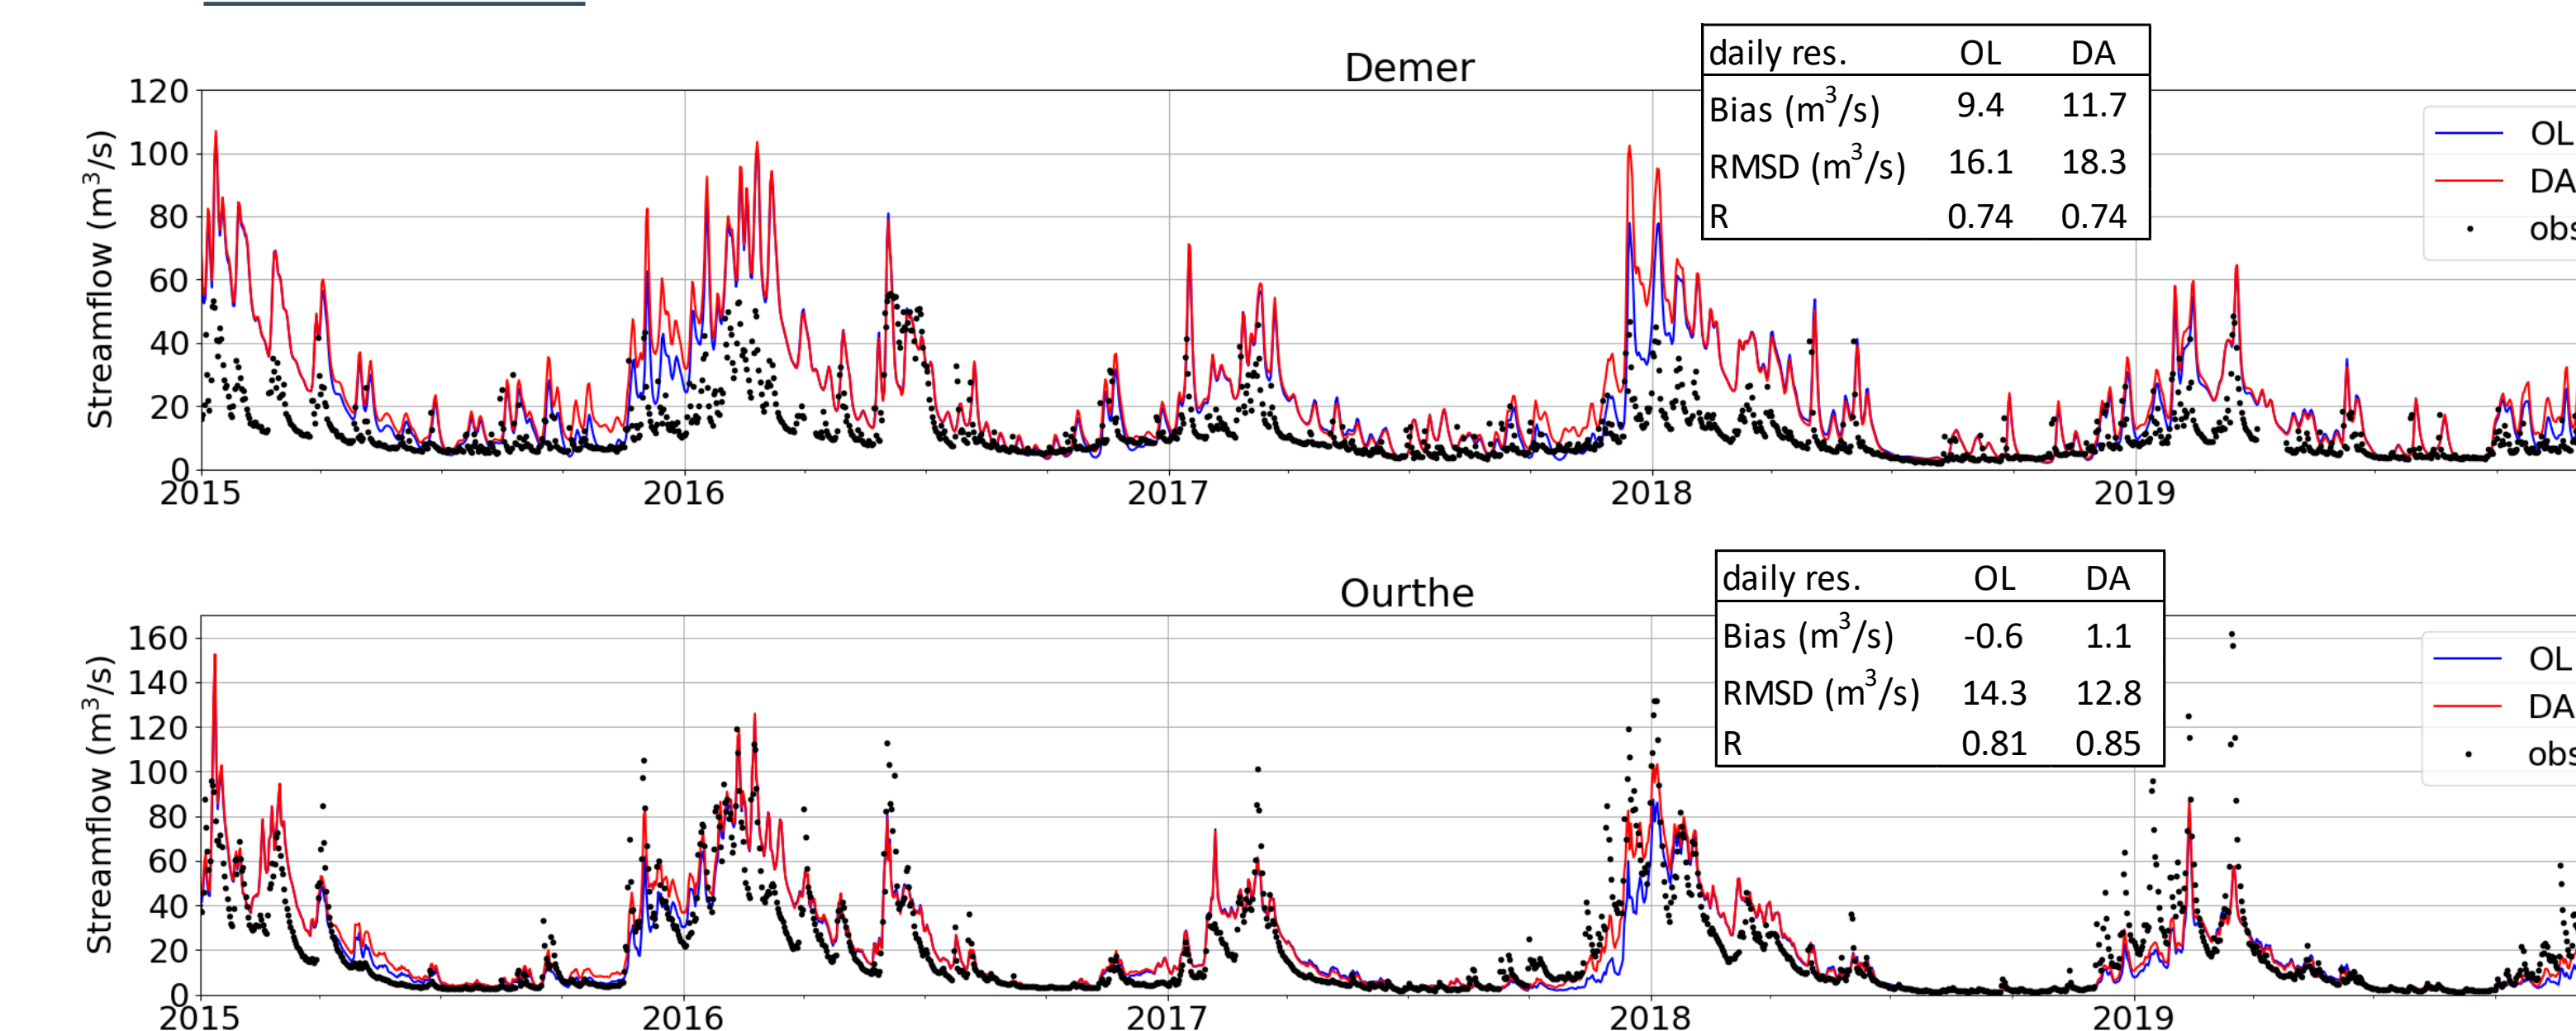 Demer
daily res. OL DA
Bias (m³/s) 9.4 11.7
RMSD (m³/s) 16.1 18.3
R 0.74 0.74
Streamflow (m³/s)
120
100
80
60
40
20
0
2015 2016 2017 2018 2019
OL
DA
obs
Ourthe
daily res. OL DA
Bias (m³/s) -0.6 1.1
RMSD (m³/s) 14.3 12.8
R 0.81 0.85
Streamflow (m³/s)
160
140
120
100
80
60
40
20
0
2015 2016 2017 2018 2019
OL
DA
obs